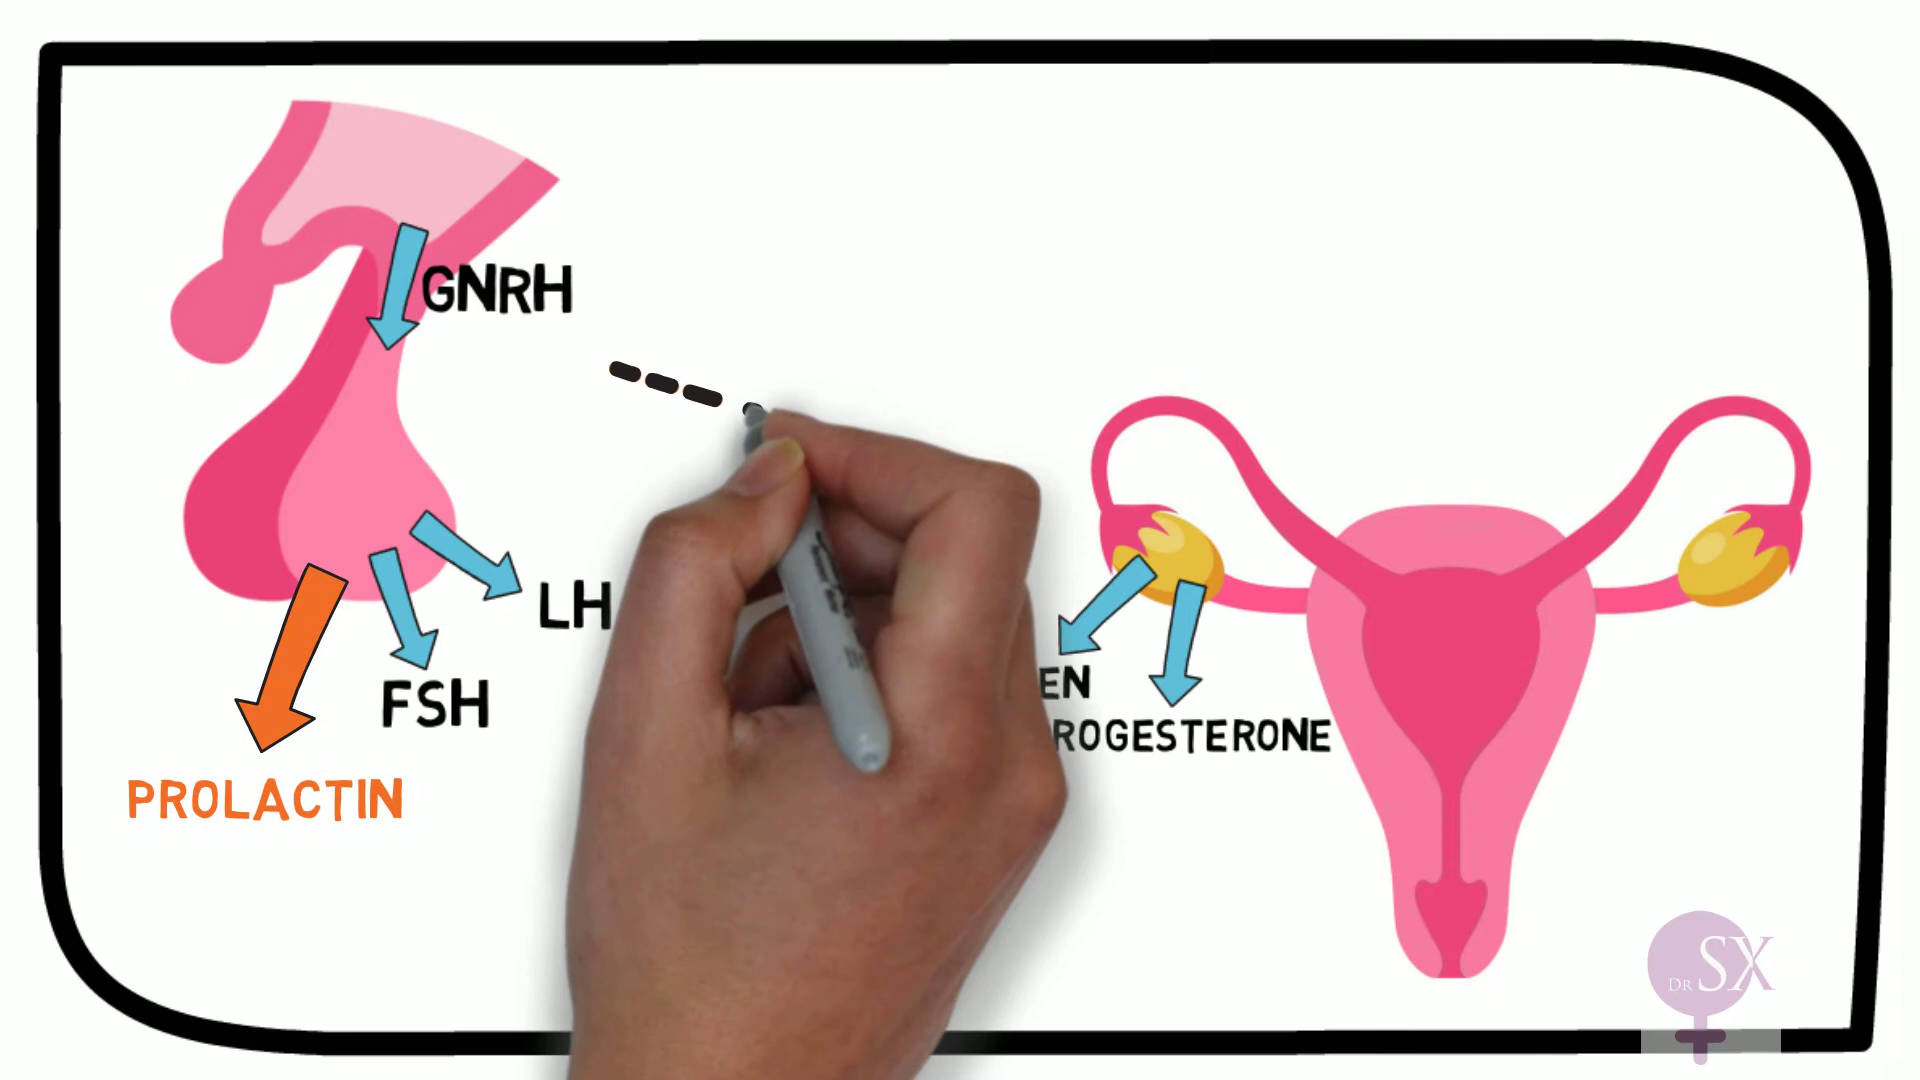 GNRH
LH
FSH
EN
ROGESTERONE
PROLACTIN
DR SX